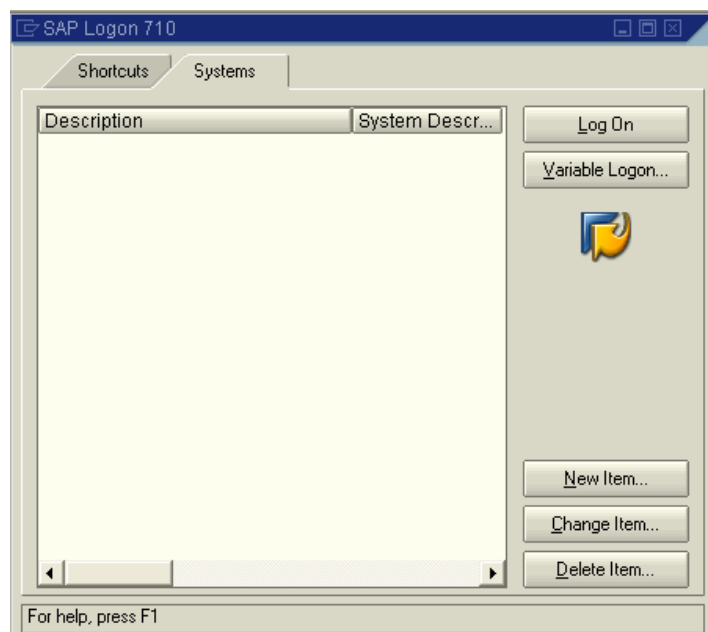 SAP Logon 710
Shortcuts Systems
Description System Descr...
Log On
Variable Logon...
New Item...
Change Item...
Delete Item...
For help, press F1